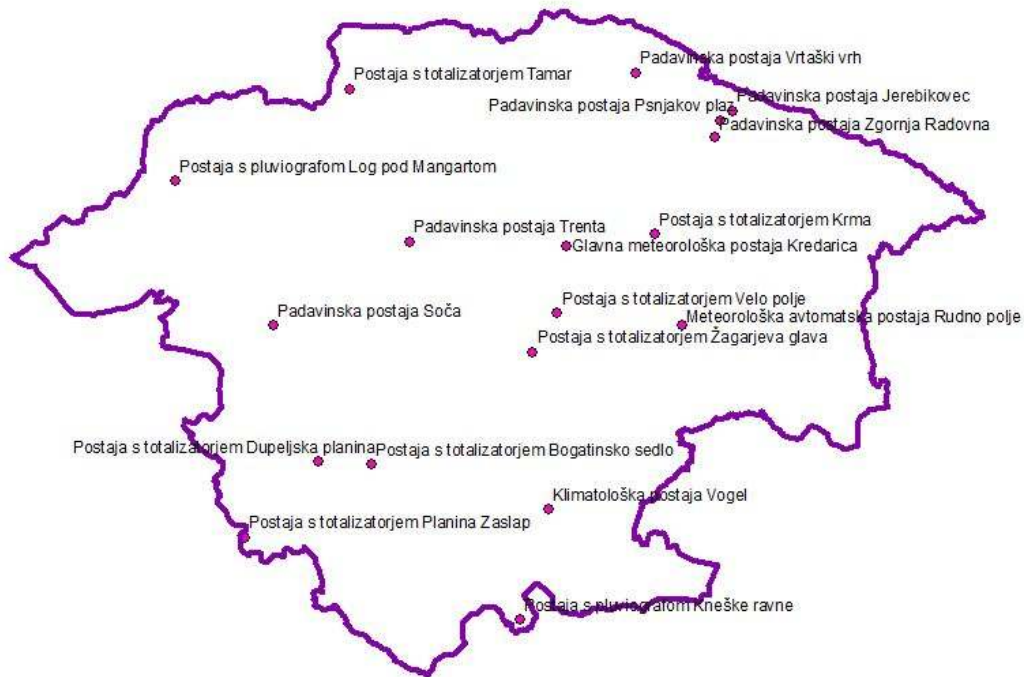 Padavinska postaja Vrtaški vrh
Postaja s totalizatorjem Tamar
Padavinska postaja Jerebikovec
Padavinska postaja Psnjakov plaz
Padavinska postaja Zgornja Radovna
Postaja s pluviografom Log pod Mangartom
Padavinska postaja Trenta
Postaja s totalizatorjem Krma
Glavna meteorološka postaja Kredarica
Postaja s totalizatorjem Velo polje
Padavinska postaja Soča
Meteorološka avtomatska postaja Rudno polje
Postaja s totalizatorjem Žagarjeva glava
Postaja s totalizatorjem Dupeljska planina
Postaja s totalizatorjem Bogatinsko sedlo
Klimatološka postaja Vogel
Postaja s totalizatorjem Planina Zaslap
Postaja s pluviografom Kneške ravne